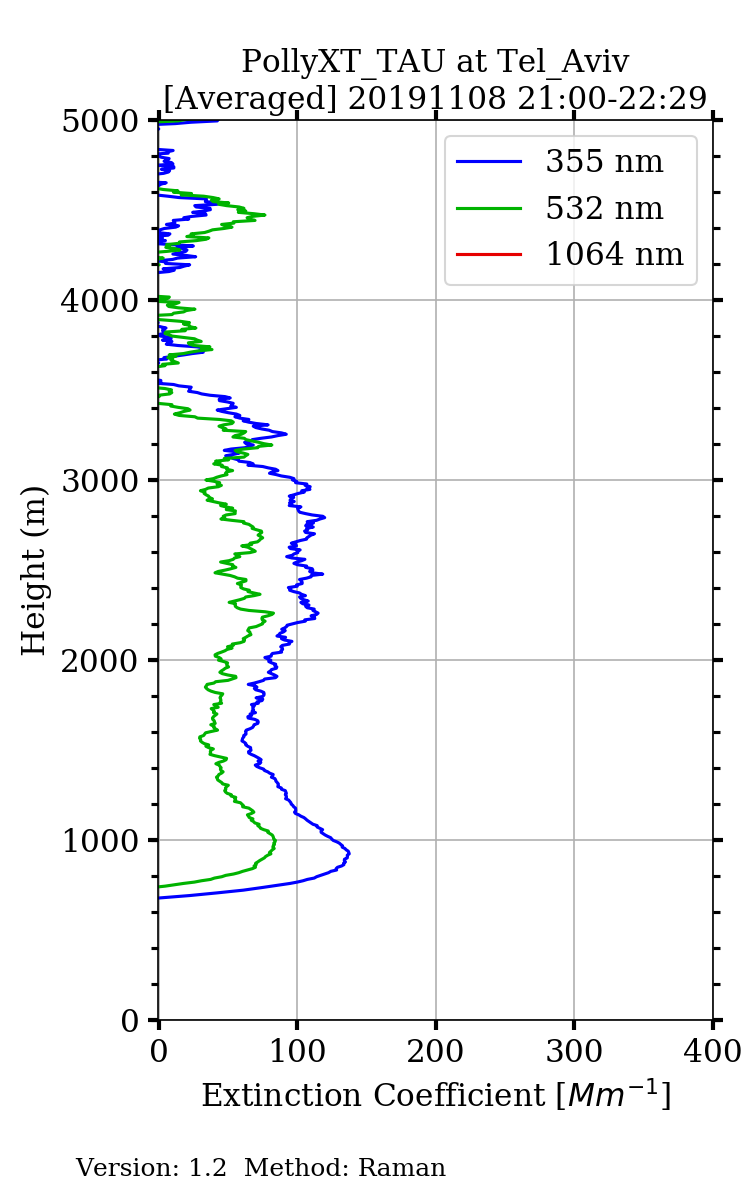 PollyXT_TAU at Tel_Aviv
[Averaged] 20191108 21:00-22:29
5000
4000
3000
2000
1000
0
Height (m)
355 nm
532 nm
1064 nm
0 100 200 300 400
Extinction Coefficient [Mm⁻¹]
Version: 1.2 Method: Raman